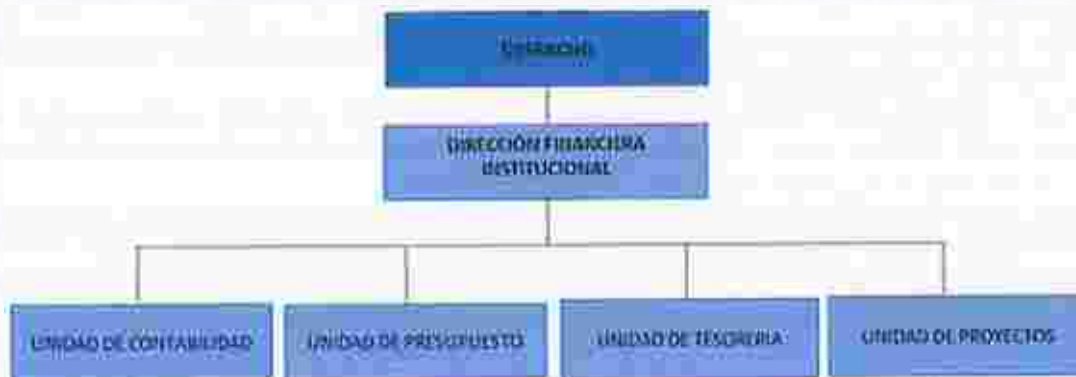 DIRECCIÓN FINANCIERA
INSTITUCIONAL
UNIDAD DE CONTABILIDAD
UNIDAD DE PRESUPUESTO
UNIDAD DE TESORERIA
UNIDAD DE PROYECTOS